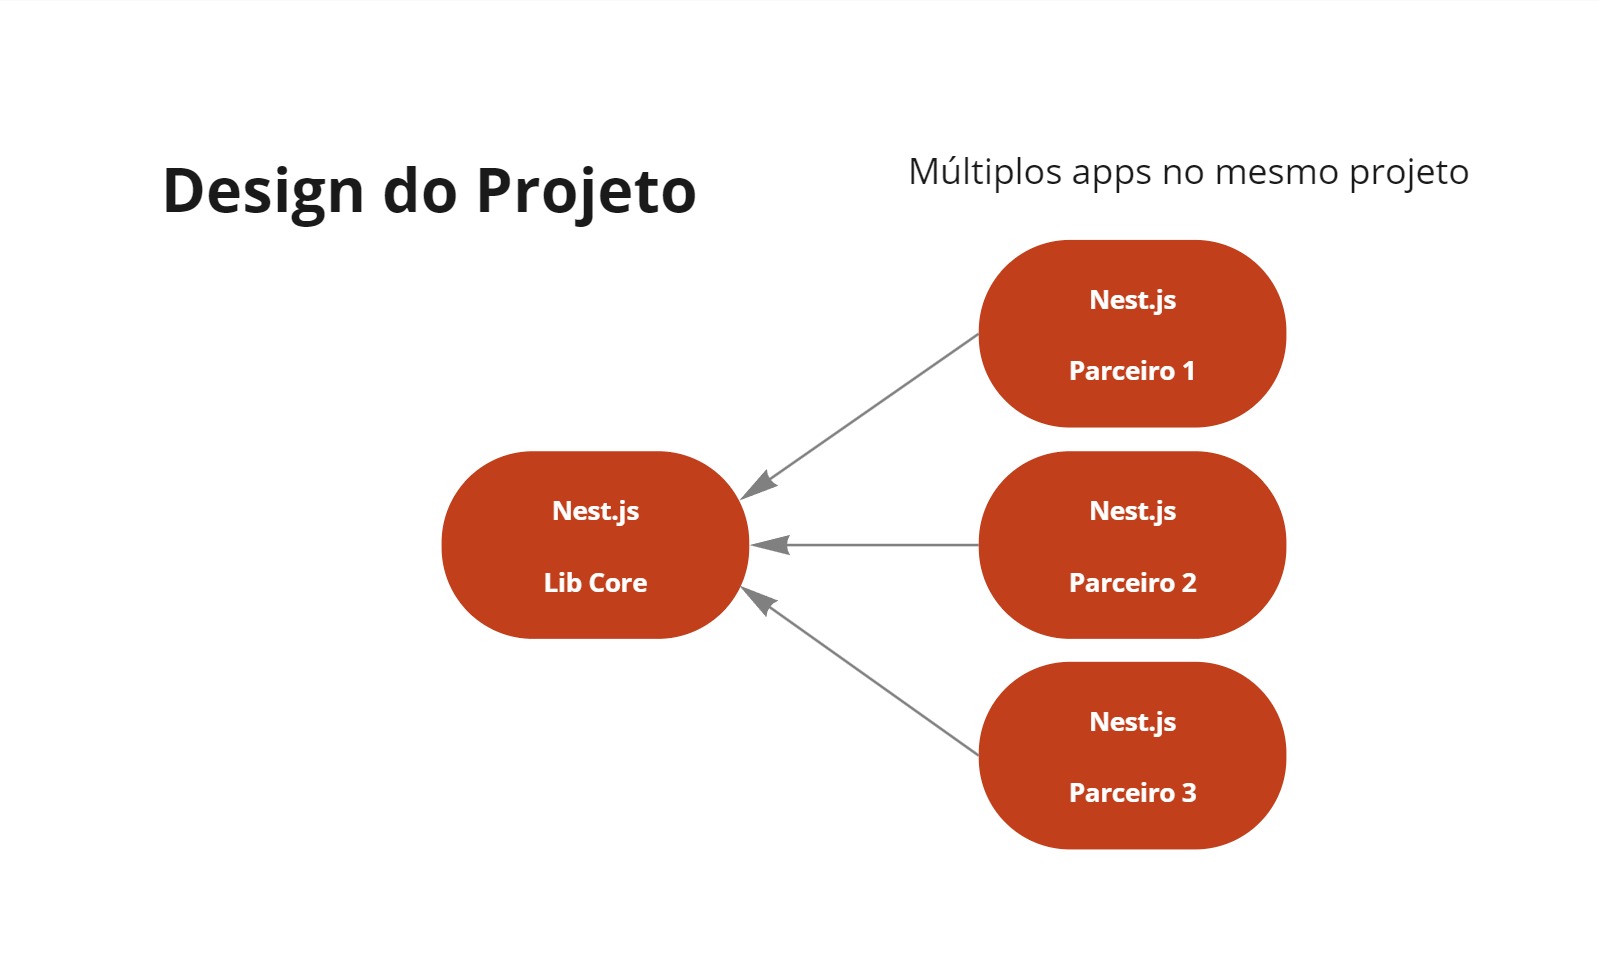 Design do Projeto
Múltiplos apps no mesmo projeto
Nest.js
Parceiro 1
Nest.js
Lib Core
Nest.js
Parceiro 2
Nest.js
Parceiro 3